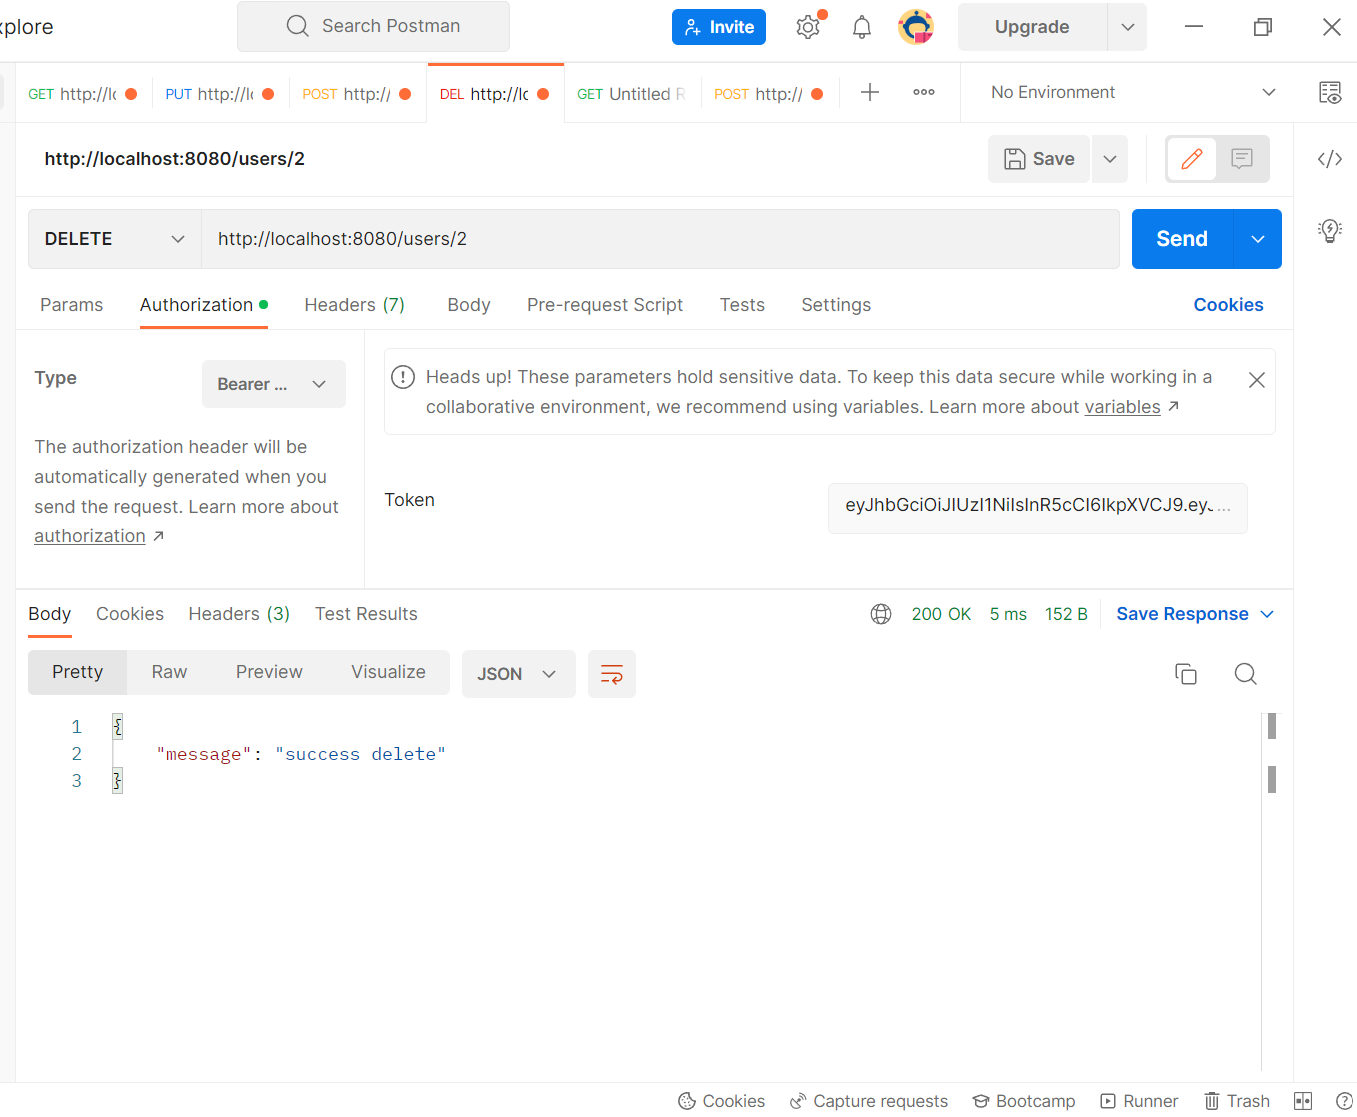 xplore
Search Postman
Invite
Upgrade
GET http://lo
PUT http://lo
POST http://
DEL http://lo
GET Untitled R
POST http://
No Environment
http://localhost:8080/users/2
Save
DELETE
http://localhost:8080/users/2
Send
Params
Authorization
Headers (7)
Body
Pre-request Script
Tests
Settings
Cookies
Type
Bearer ...
The authorization header will be
automatically generated when you
send the request. Learn more about
authorization ↗
Heads up! These parameters hold sensitive data. To keep this data secure while working in a
collaborative environment, we recommend using variables. Learn more about variables ↗
Token
eyJhbGciOiJIUzI1NiIsInR5cCI6IkpXVCJ9.eyJ...
Body
Cookies
Headers (3)
Test Results
200 OK
5 ms
152 B
Save Response
Pretty
Raw
Preview
Visualize
JSON
1 {
2 "message": "success delete"
3 }
Cookies
Capture requests
Bootcamp
Runner
Trash